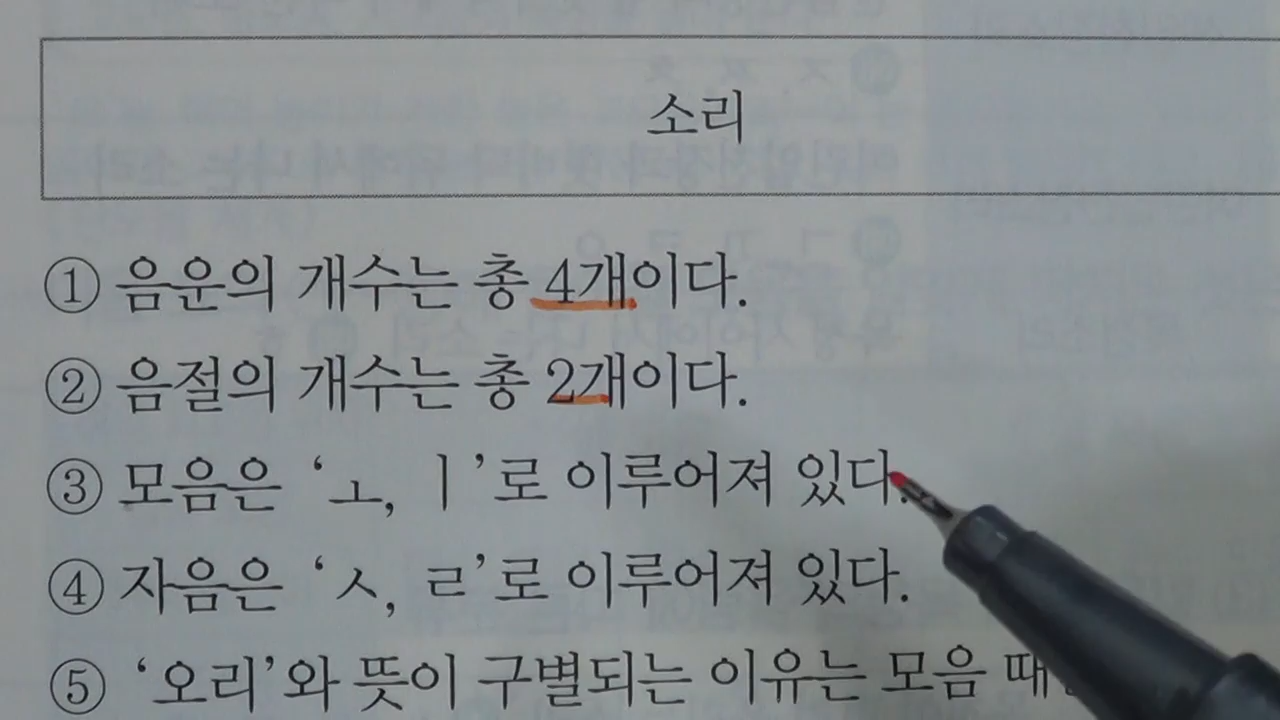 소리
① 음운의 개수는 총 4개이다.
② 음절의 개수는 총 2개이다.
③ 모음은 ‘ㅗ, ㅣ’로 이루어져 있다.
④ 자음은 ‘ㅅ, ㄹ’로 이루어져 있다.
⑤ ‘오리’와 뜻이 구별되는 이유는 모음